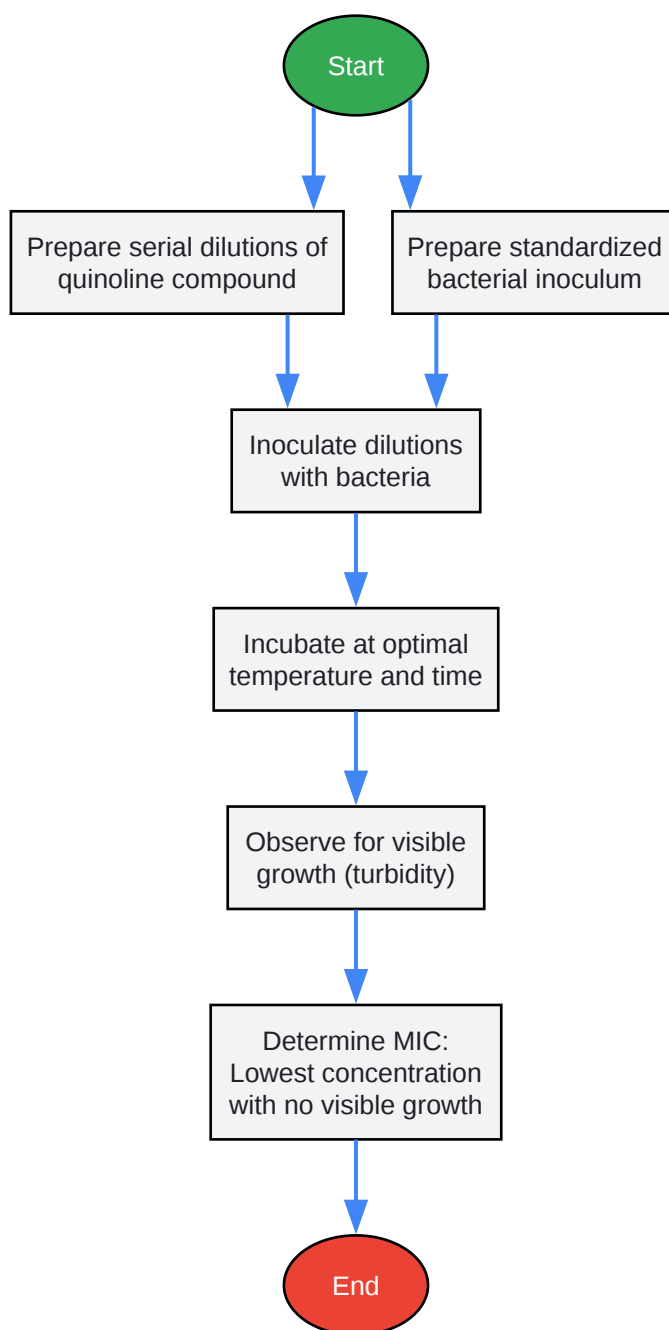 Start
Prepare serial dilutions of
quinoline compound
Prepare standardized
bacterial inoculum
Inoculate dilutions
with bacteria
Incubate at optimal
temperature and time
Observe for visible
growth (turbidity)
Determine MIC:
Lowest concentration
with no visible growth
End